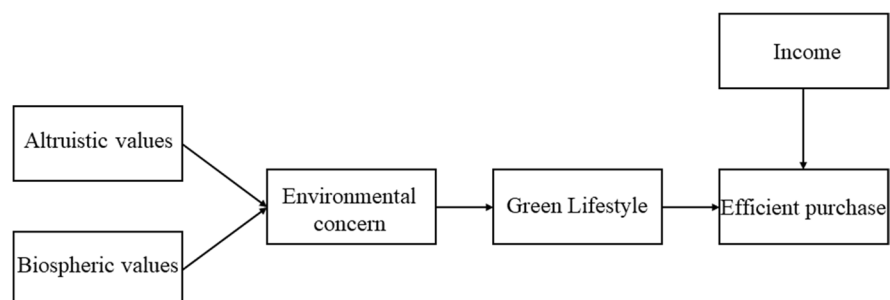 Income
Altruistic values
Environmental
concern
Green Lifestyle
Efficient purchase
Biospheric values